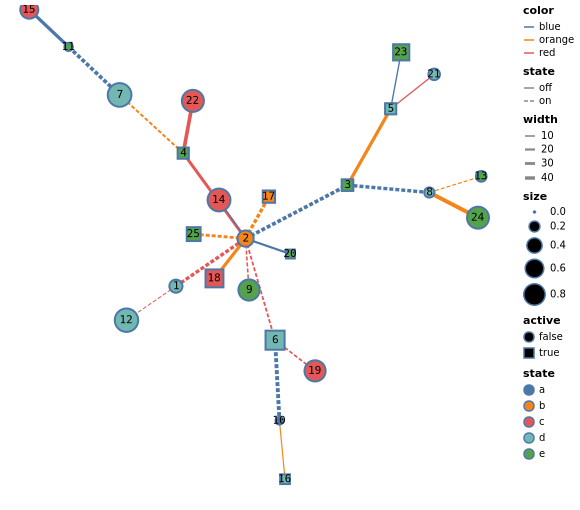 15
11
7
22
4
14
17
25
2
20
18
1
9
12
6
19
10
16
23
21
5
3
8
13
24
color
blue
orange
red
state
off
on
width
10
20
30
40
size
0.0
0.2
0.4
0.6
0.8
active
false
true
state
a
b
c
d
e